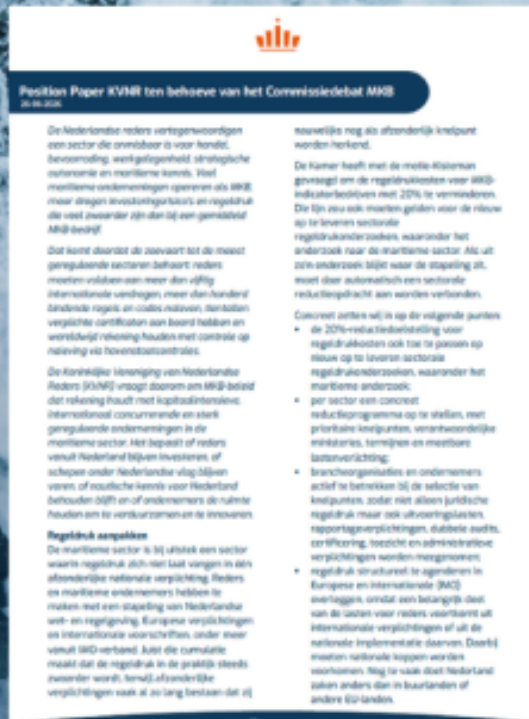 Position Paper KVNR ten behoeve van het Commissiedebat MKB
26-06-2026
De Nederlandse reders vertegenwoordigen
een sector die onmisbaar is voor handel,
bevoorrading, werkgelegenheid, strategische
autonomie en maritieme kennis. Veel
maritieme ondernemingen opereren als MKB,
maar dragen investeringsrisico's en regeldruk
die veel zwaarder zijn dan bij een gemiddeld
MKB-bedrijf.
Dat komt doordat de zeevaart tot de meest
gereguleerde sectoren behoort: reders
moeten voldoen aan meer dan vijftig
internationale verdragen, meer dan honderd
bindende regels en codes naleven, tientallen
verplichte certificaten aan boord hebben en
wereldwijd rekening houden met controle op
naleving via havenstaatcontroles.
De Koninklijke Vereniging van Nederlandse
Reders (KVNR) vraagt daarom om MKB-beleid
dat rekening houdt met kapitaalintensieve,
internationaal concurrerende en sterk
gereguleerde ondernemingen in de
maritieme sector. Het bepaalt of reders
vanuit Nederland blijven investeren, of
schepen onder Nederlandse vlag blijven
varen, of nautische kennis voor Nederland
behouden blijft en of ondernemers de ruimte
houden om te verduurzamen en te innoveren.
Regeldruk aanpakken
De maritieme sector is bij uitstek een sector
waarin regeldruk zich niet laat vangen in één
afzonderlijke nationale verplichting. Reders
en maritieme ondernemers hebben te
maken met een stapeling van Nederlandse
wet- en regelgeving, Europese verplichtingen
en internationale voorschriften, onder meer
vanuit IMO-verband. Juist die cumulatie
maakt dat de regeldruk in de praktijk steeds
zwaarder wordt, terwijl afzonderlijke
verplichtingen vaak al zo lang bestaan dat zij
nauwelijks nog als afzonderlijk knelpunt
worden herkend.
De Kamer heeft met de motie-Kisteman
gevraagd om de regeldrukkosten voor MKB-
indicatorbedrijven met 20% te verminderen.
Die lijn zou ook moeten gelden voor de nieuw
op te leveren sectorale
regeldrukonderzoeken, waaronder het
onderzoek naar de maritieme sector. Als uit
zo'n onderzoek blijkt waar de stapeling zit,
moet daar automatisch een sectorale
reductieopdracht aan worden verbonden.
Concreet zetten wij in op de volgende punten:
• de 20%-reductiedoelstelling voor
regeldrukkosten ook toe te passen op
nieuw op te leveren sectorale
regeldrukonderzoeken, waaronder het
maritieme onderzoek;
• per sector een concreet
reductieprogramma op te stellen, met
prioritaire knelpunten, verantwoordelijke
ministeries, termijnen en meetbare
lastenverlichting;
• brancheorganisaties en ondernemers
actief te betrekken bij de selectie van
knelpunten, zodat niet alleen juridische
regeldruk maar ook uitvoeringslasten,
rapportageverplichtingen, dubbele audits,
certificering, toezicht en administratieve
verplichtingen worden meegenomen;
• regeldruk structureel te agenderen in
Europese en internationale (IMO)
overleggen, omdat een belangrijk deel
van de lasten voor reders voortkomt uit
internationale verplichtingen of uit de
nationale implementatie daarvan. Daarbij
moeten nationale koppen worden
voorkomen. Nog te vaak doet Nederland
zaken anders dan in buurlanden of
andere EU-landen.